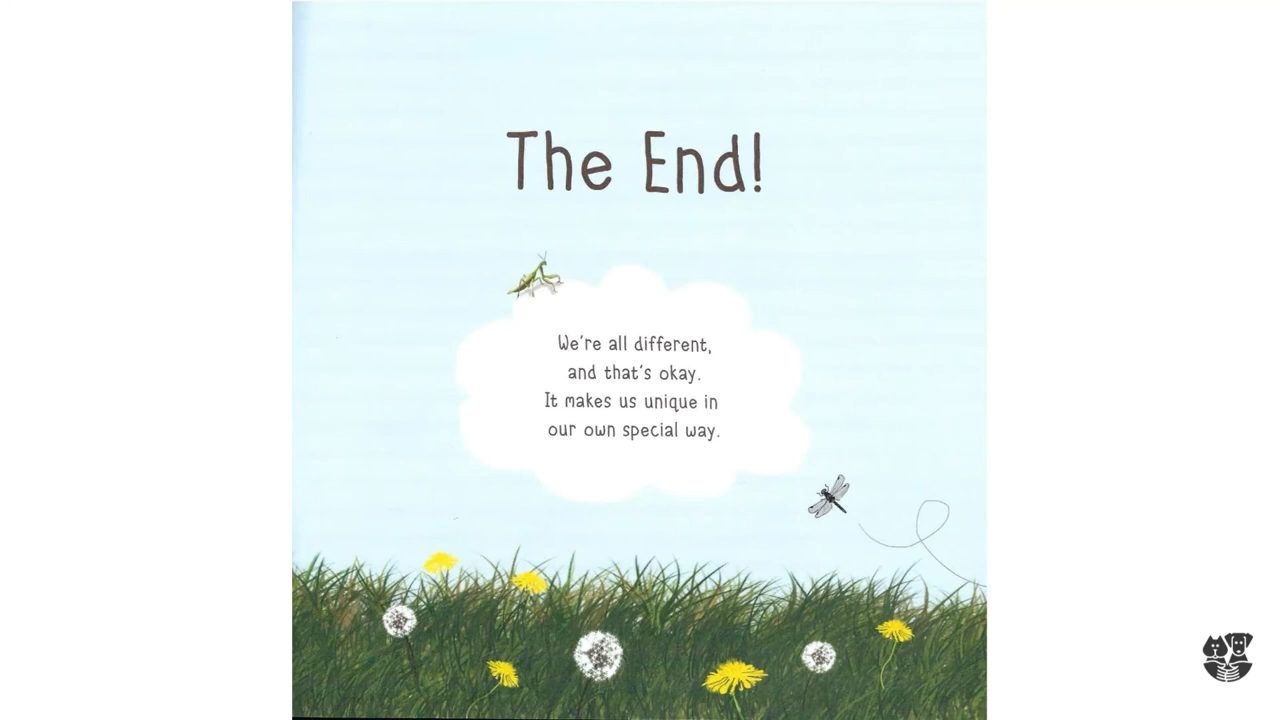 The End!
We're all different,
and that's okay.
It makes us unique in
our own special way.